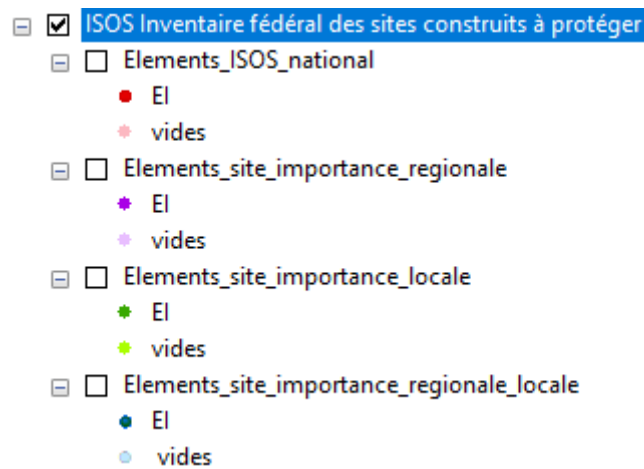 ISOS Inventaire fédéral des sites construits à protéger
Elements_ISOS_national
EI
vides
Elements_site_importance_regionale
EI
vides
Elements_site_importance_locale
EI
vides
Elements_site_importance_regionale_locale
EI
vides